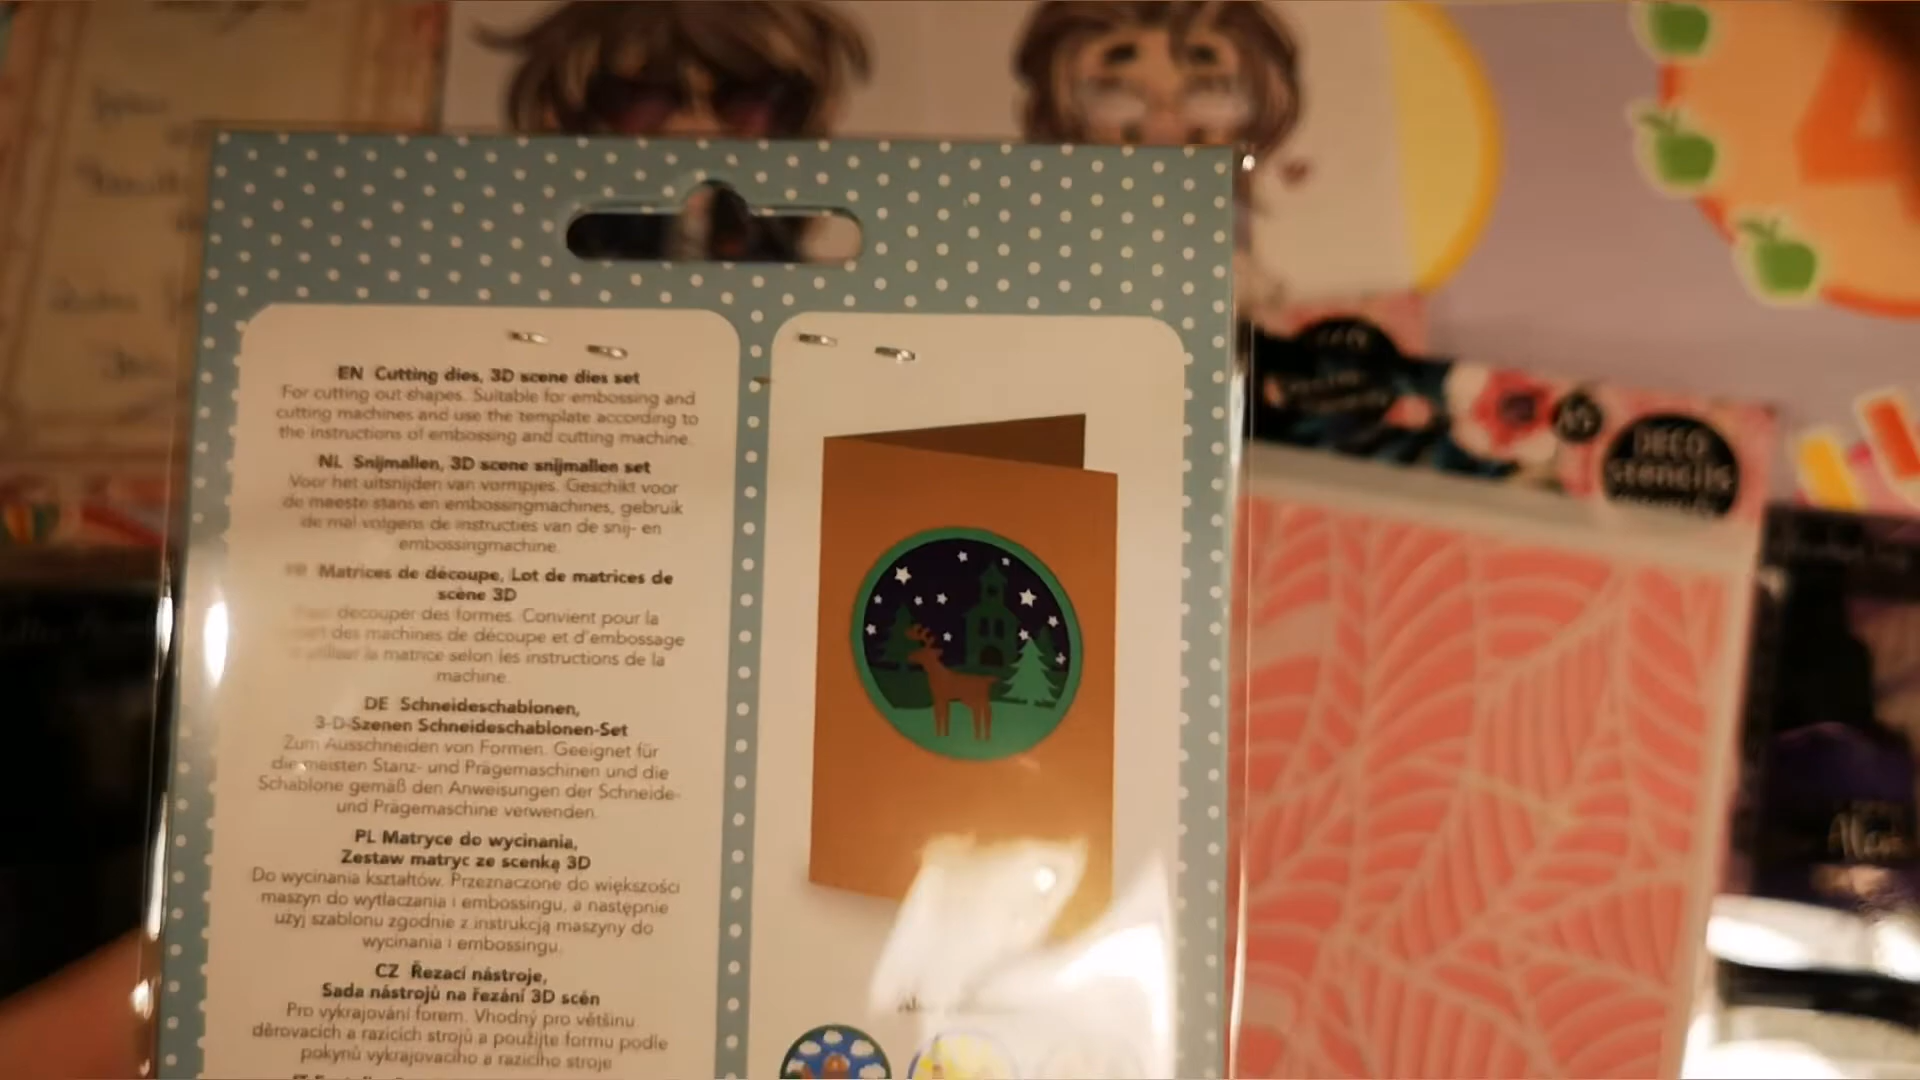 EN Cutting dies, 3D scene dies set
For cutting out shapes. Suitable for embossing and
cutting machines and use the template according to
the instructions of embossing and cutting machine.
NL Snijmallen, 3D scene snijmallen set
Voor het uitsnijden van vormpjes. Geschikt voor
de meeste stans en embossingmachines, gebruik
de mal volgens de instructies van de snij- en
embossingmachine.
Matrices de découpe, Lot de matrices de
scène 3D
découper des formes. Convient pour la
des machines de découpe et d'embossage
utiliser la matrice selon les instructions de la
machine.
DE Schneideschablonen,
3-D-Szenen Schneideschablonen-Set
Zum Ausschneiden von Formen. Geeignet für
die meisten Stanz- und Prägemaschinen und die
Schablone gemäß den Anweisungen der Schneide-
und Prägemaschine verwenden.
PL Matryce do wycinania,
Zestaw matryc ze scenką 3D
Do wycinania kształtów. Przeznaczone do większości
maszyn do wytłaczania i embossingu, a następnie
użyj szablonu zgodnie z instrukcją maszyny do
wycinania i embossingu.
CZ Řezací nástroje,
Sada nástrojů na řezání 3D scén
Pro vykrajování forem. Vhodný pro většinu
děrovacích a razicích strojů a použijte formu podle
pokynů vykrajovacího a razicího stroje
A5
DECO
stencils
4